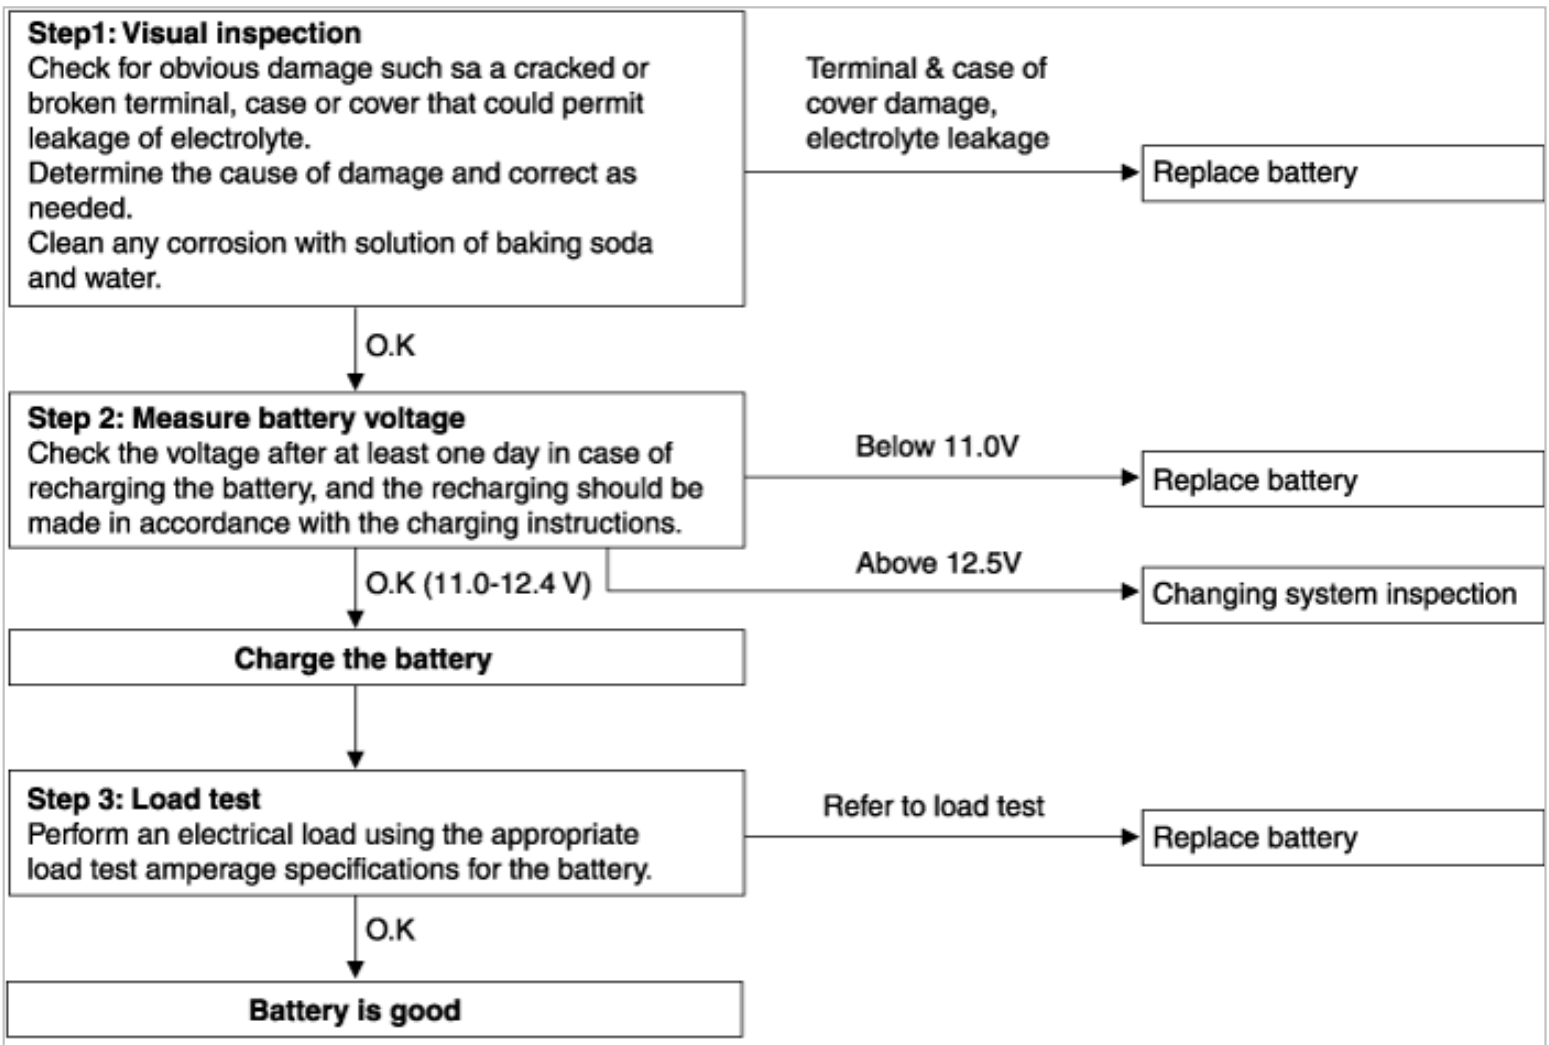 Step1: Visual inspection
Check for obvious damage such sa a cracked or
broken terminal, case or cover that could permit
leakage of electrolyte.
Determine the cause of damage and correct as
needed.
Clean any corrosion with solution of baking soda
and water.
Terminal & case of
cover damage,
electrolyte leakage
Replace battery
O.K
Step 2: Measure battery voltage
Check the voltage after at least one day in case of
recharging the battery, and the recharging should be
made in accordance with the charging instructions.
Below 11.0V
Replace battery
O.K (11.0-12.4 V)
Above 12.5V
Changing system inspection
Charge the battery
Step 3: Load test
Perform an electrical load using the appropriate
load test amperage specifications for the battery.
Refer to load test
Replace battery
O.K
Battery is good